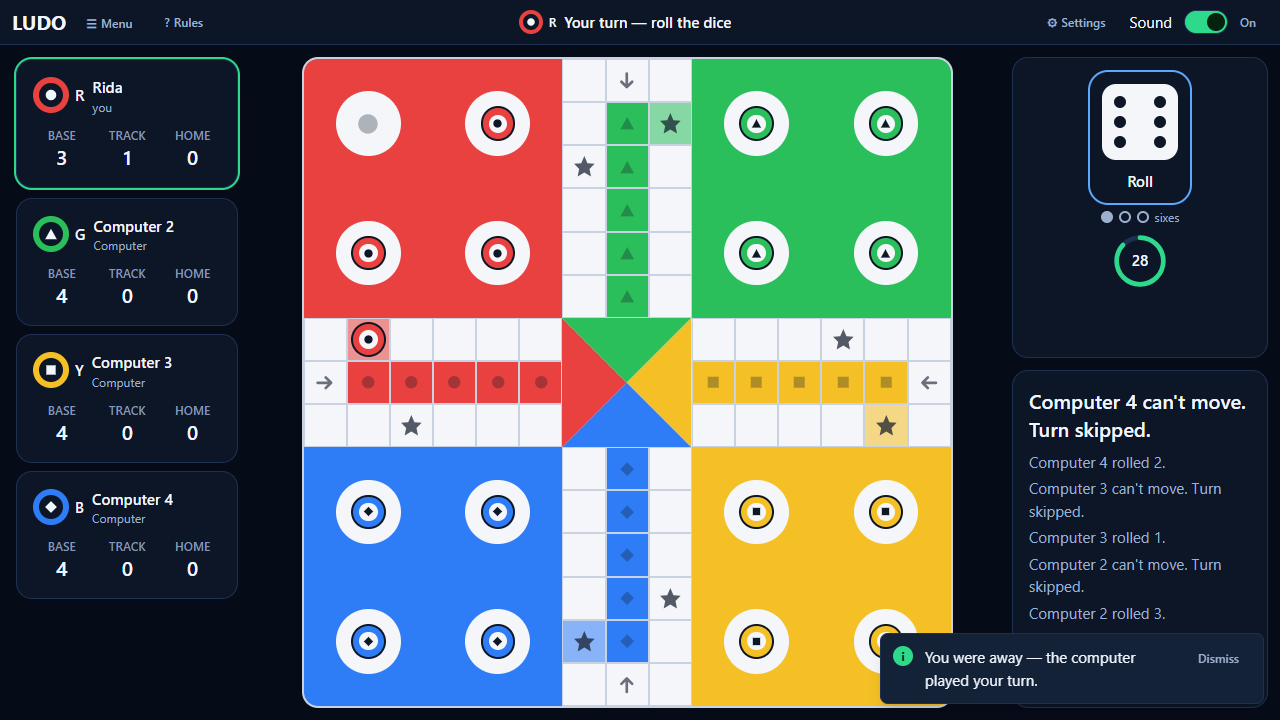 LUDO
☰ Menu
? Rules
R Your turn — roll the dice
⚙ Settings
Sound
On
R
Rida
you
BASE TRACK HOME
3 1 0
G
Computer 2
Computer
BASE TRACK HOME
4 0 0
Y
Computer 3
Computer
BASE TRACK HOME
4 0 0
B
Computer 4
Computer
BASE TRACK HOME
4 0 0
Roll
sixes
28
Computer 4 can't move.
Turn skipped.
Computer 4 rolled 2.
Computer 3 can't move. Turn
skipped.
Computer 3 rolled 1.
Computer 2 can't move. Turn
skipped.
Computer 2 rolled 3.
You were away — the computer
played your turn.
Dismiss